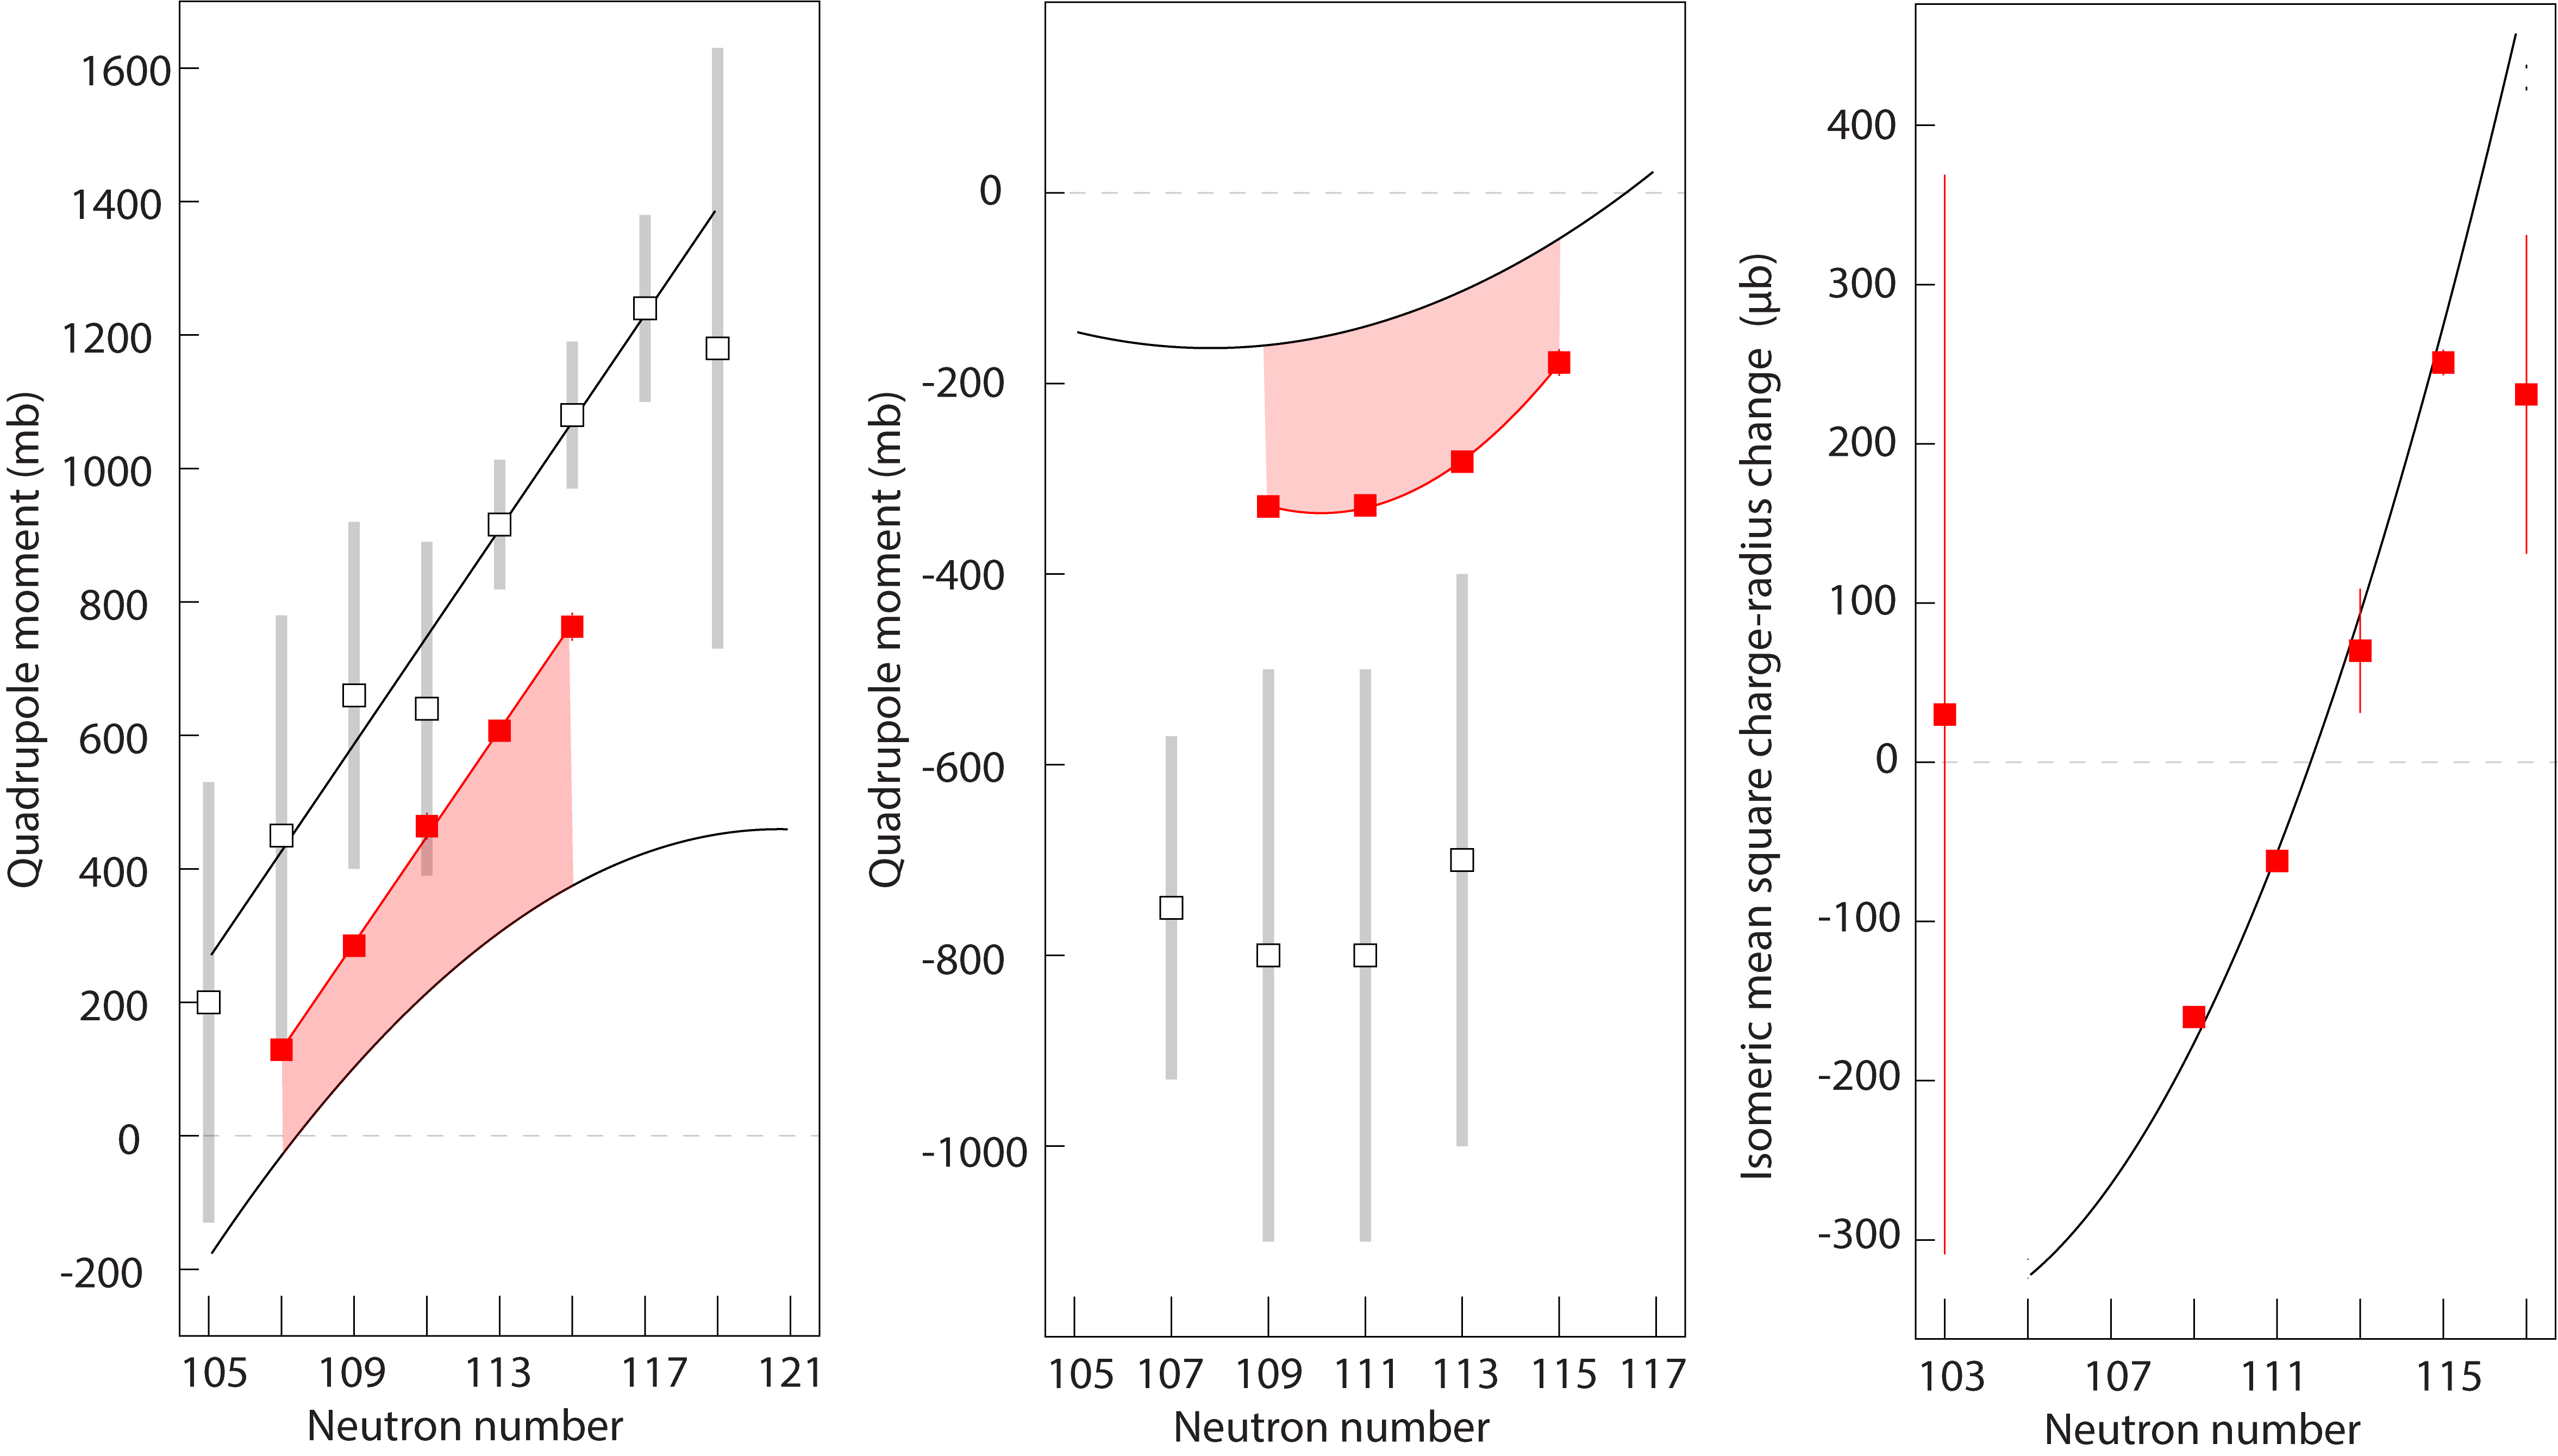 Quadrupole moment (mb)
1600
1400
1200
1000
800
600
400
200
0
-200
105 109 113 117 121
Neutron number
Quadrupole moment (mb)
0
-200
-400
-600
-800
-1000
105 107 109 111 113 115 117
Neutron number
Isomeric mean square charge-radius change (μb)
400
300
200
100
0
-100
-200
-300
103 107 111 115
Neutron number